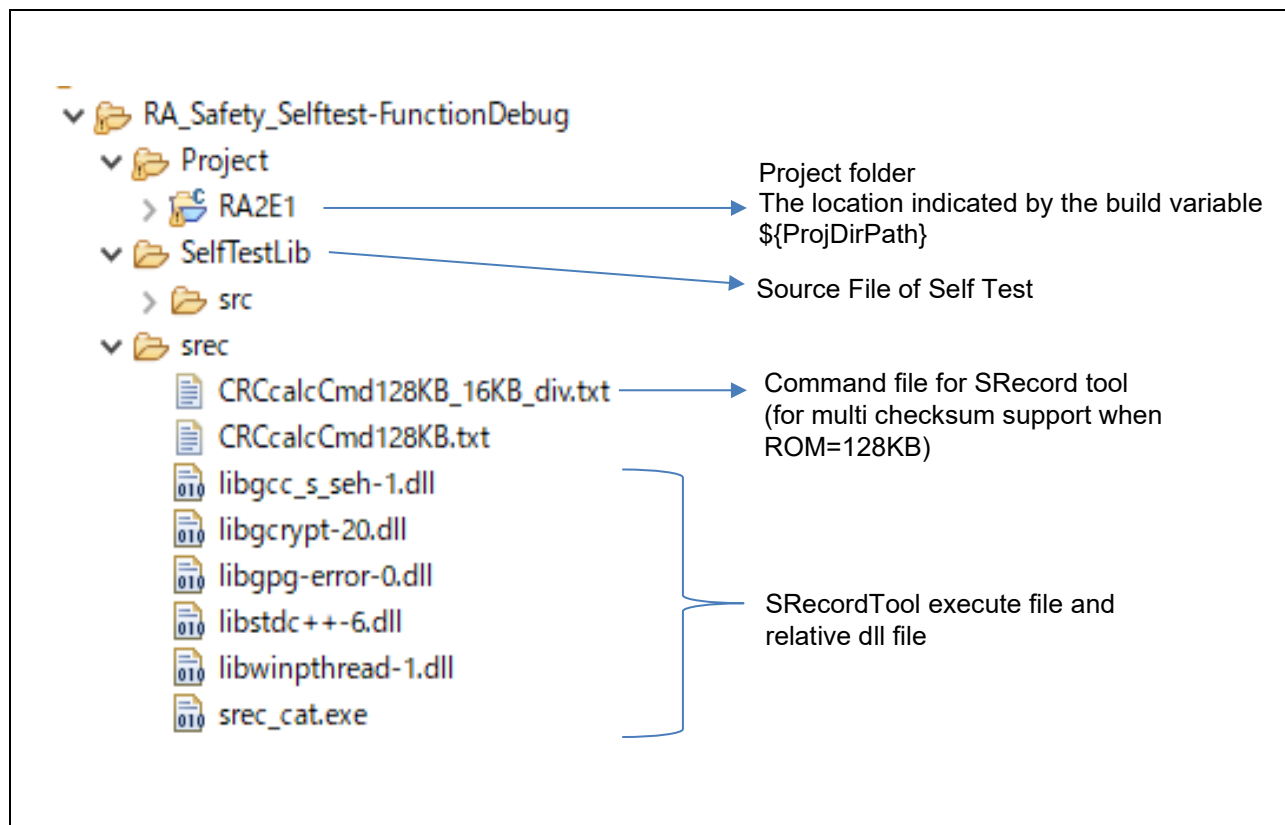 RA_Safety_Selftest-FunctionDebug
Project
RA2E1
Project folder
The location indicated by the build variable
${ProjDirPath}
SelfTestLib
Source File of Self Test
src
srec
CRCcalcCmd128KB_16KB_div.txt
Command file for SRecord tool
(for multi checksum support when
ROM=128KB)
CRCcalcCmd128KB.txt
libgcc_s_seh-1.dll
libgcrypt-20.dll
libgpg-error-0.dll
libstdc++-6.dll
libwinpthread-1.dll
srec_cat.exe
SRecordTool execute file and
relative dll file